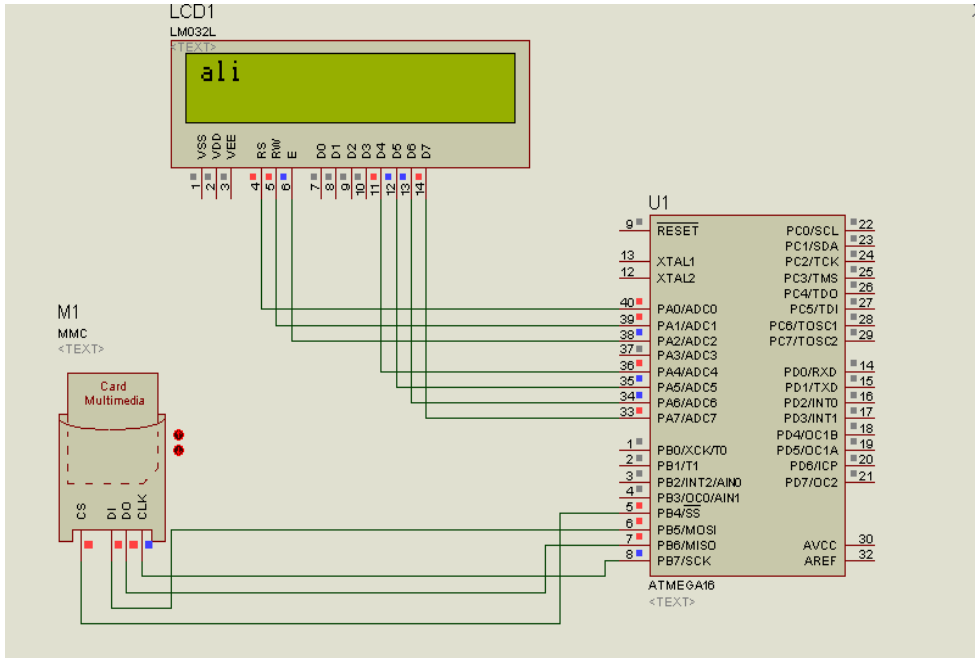 LCD1
LM032L
<TEXT>
ali
VSS VDD VEE RS RW E D0 D1 D2 D3 D4 D5 D6 D7
1 2 3 4 5 6 7 8 9 10 11 12 13 14
U1
9 RESET PC0/SCL 22
PC1/SDA 23
13 XTAL1 PC2/TCK 24
12 XTAL2 PC3/TMS 25
PC4/TDO 26
40 PA0/ADC0 PC5/TDI 27
39 PA1/ADC1 PC6/TOSC1 28
38 PA2/ADC2 PC7/TOSC2 29
37 PA3/ADC3
36 PA4/ADC4 PD0/RXD 14
35 PA5/ADC5 PD1/TXD 15
34 PA6/ADC6 PD2/INT0 16
33 PA7/ADC7 PD3/INT1 17
PD4/OC1B 18
1 PB0/XCK/T0 PD5/OC1A 19
2 PB1/T1 PD6/ICP 20
3 PB2/INT2/AIN0 PD7/OC2 21
4 PB3/OC0/AIN1
5 PB4/SS
6 PB5/MOSI
7 PB6/MISO AVCC 30
8 PB7/SCK AREF 32
ATMEGA16
<TEXT>
M1
MMC
<TEXT>
Card
Multimedia
CS DI DO CLK